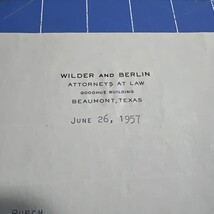 WILDER AND BERLIN
ATTORNEYS AT LAW
GOODHUE BUILDING
BEAUMONT, TEXAS
JUNE 26, 1957